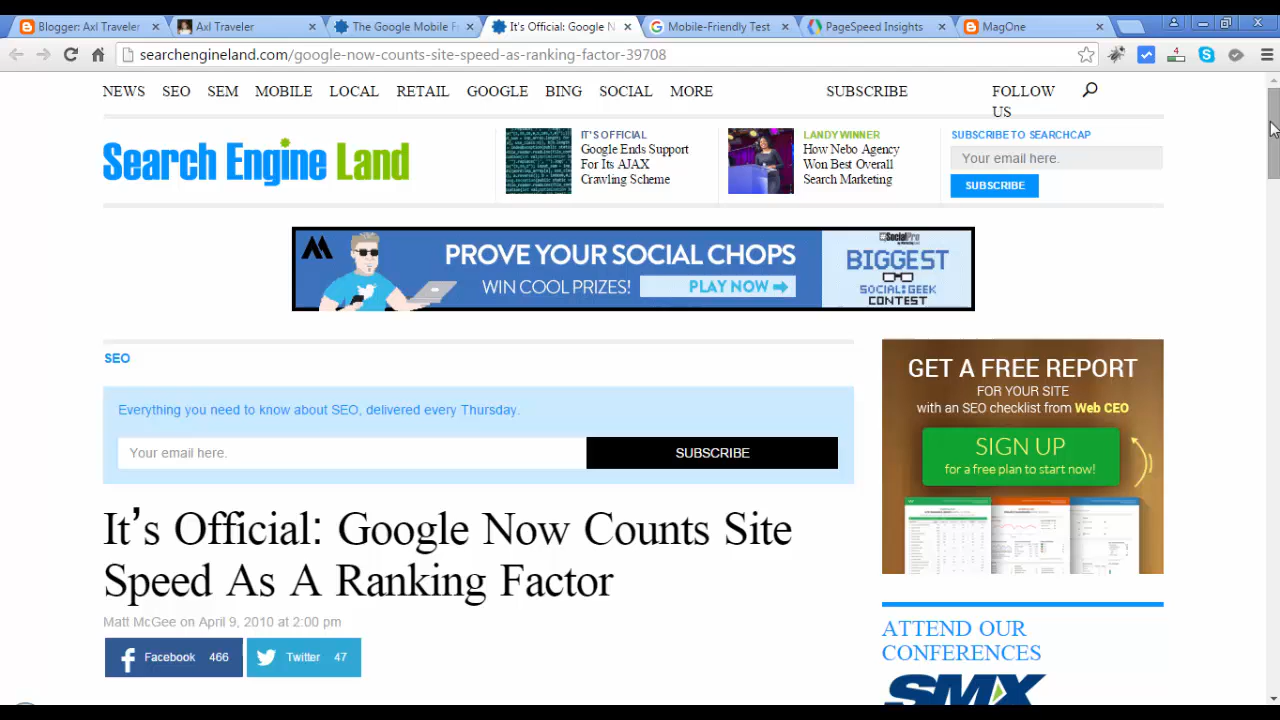 Blogger: Axl Traveler
Axl Traveler
The Google Mobile F
It's Official: Google N
Mobile-Friendly Test
PageSpeed Insights
MagOne
searchengineland.com/google-now-counts-site-speed-as-ranking-factor-39708
4
NEWS SEO SEM MOBILE LOCAL RETAIL GOOGLE BING SOCIAL MORE SUBSCRIBE FOLLOW
US
Search Engine Land
IT'S OFFICIAL
Google Ends Support
For Its AJAX
Crawling Scheme
LANDY WINNER
How Nebo Agency
Won Best Overall
Search Marketing
SUBSCRIBE TO SEARCHCAP
Your email here.
SUBSCRIBE
PROVE YOUR SOCIAL CHOPS
WIN COOL PRIZES! PLAY NOW
SocialPro
BIGGEST
SOCIAL GEEK
CONTEST
SEO
Everything you need to know about SEO, delivered every Thursday.
Your email here. SUBSCRIBE
It's Official: Google Now Counts Site
Speed As A Ranking Factor
Matt McGee on April 9, 2010 at 2:00 pm
Facebook 466
Twitter 47
GET A FREE REPORT
FOR YOUR SITE
with an SEO checklist from Web CEO
SIGN UP
for a free plan to start now!
ATTEND OUR
CONFERENCES
SMX